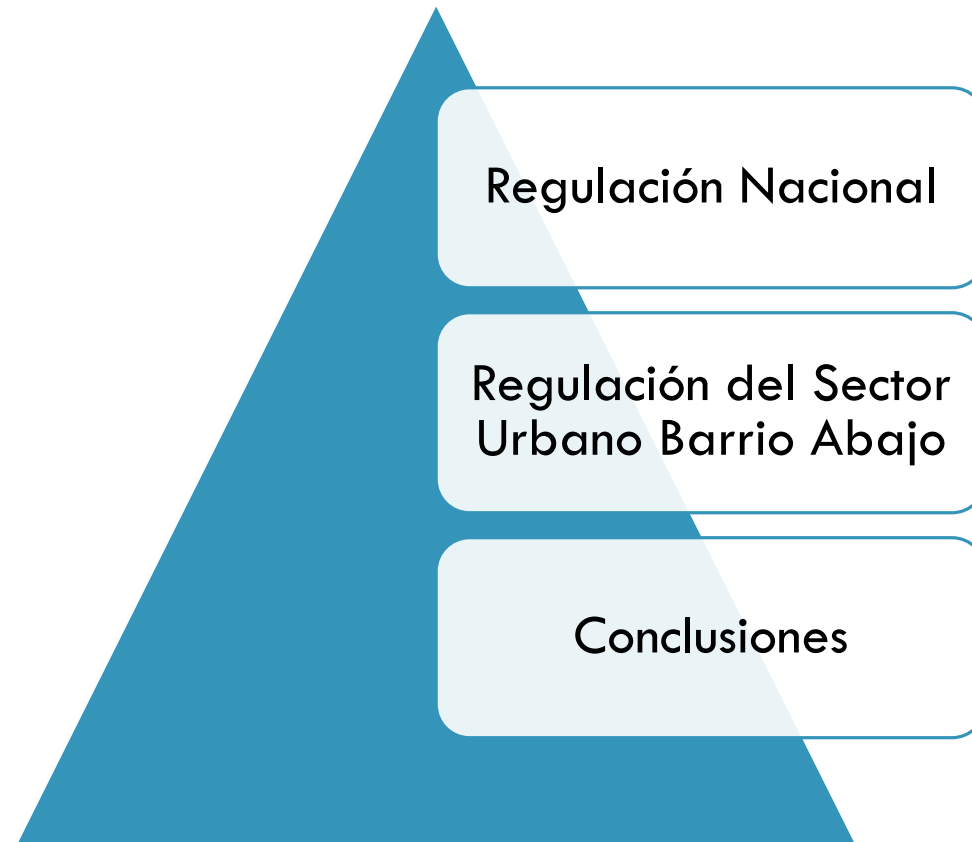 Regulación Nacional
Regulación del Sector
Urbano Barrio Abajo
Conclusiones